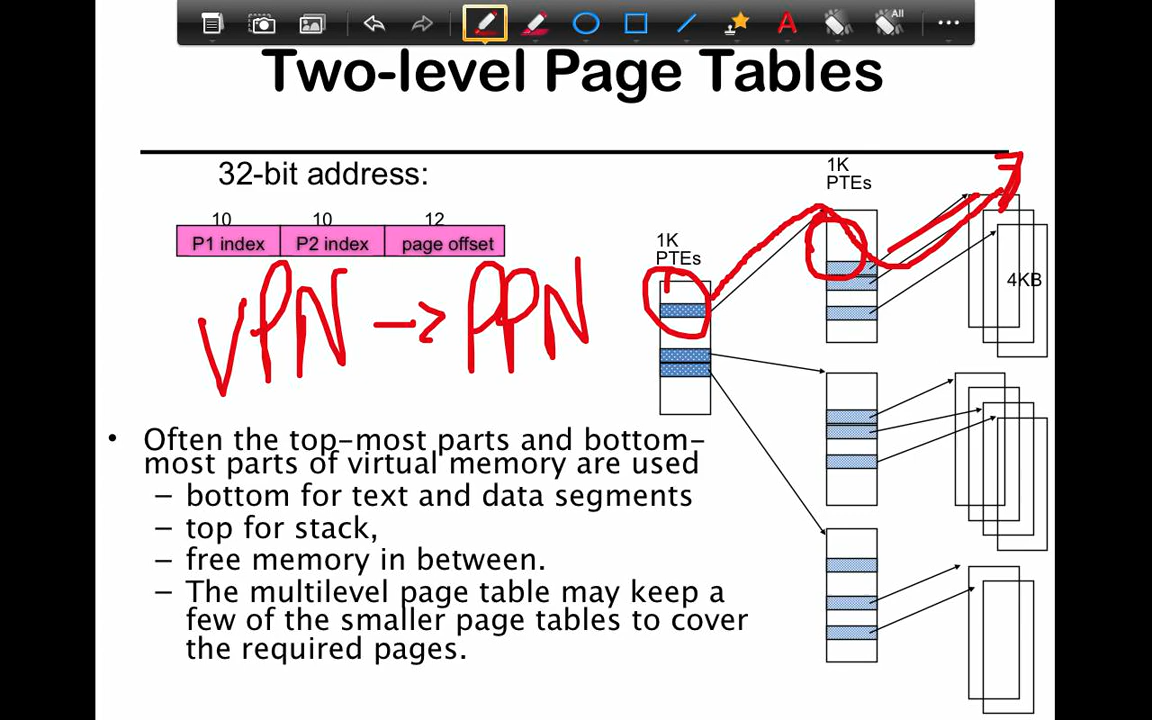 All
A
Two-level Page Tables
32-bit address:
10 10 12
P1 index P2 index page offset
VPN → PPN
1K
PTEs
1K
PTEs
4KB
• Often the top-most parts and bottom-
most parts of virtual memory are used
– bottom for text and data segments
– top for stack,
– free memory in between.
– The multilevel page table may keep a
few of the smaller page tables to cover
the required pages.